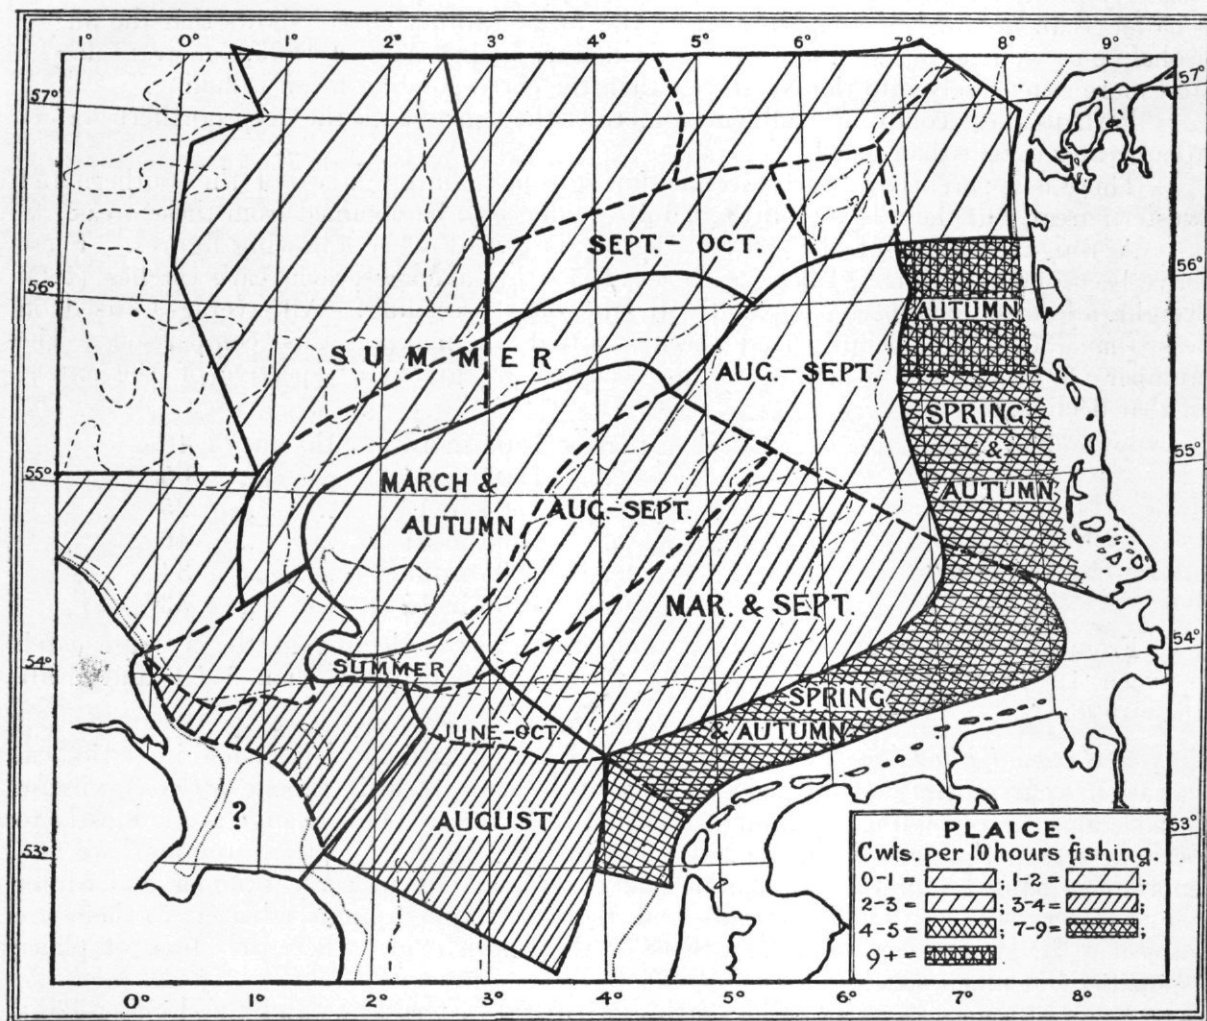 1° 0° 1° 2° 3° 4° 5° 6° 7° 8° 9°
57° 57°
SEPT.-OCT.
56° 56°
AUTUMN
SUMMER
AUG.-SEPT.
SPRING
&
AUTUMN
55° 55°
MARCH &
AUTUMN
AUG.-SEPT.
MAR. & SEPT.
54° 54°
SUMMER
SPRING
& AUTUMN
JUNE-OCT.
?
AUGUST
53° 53°
PLAICE.
Cwts. per 10 hours fishing.
0-1 = ; 1-2 = ;
2-3 = ; 3-4 = ;
4-5 = ; 7-9 = ;
9+ = .
0° 1° 2° 3° 4° 5° 6° 7° 8°